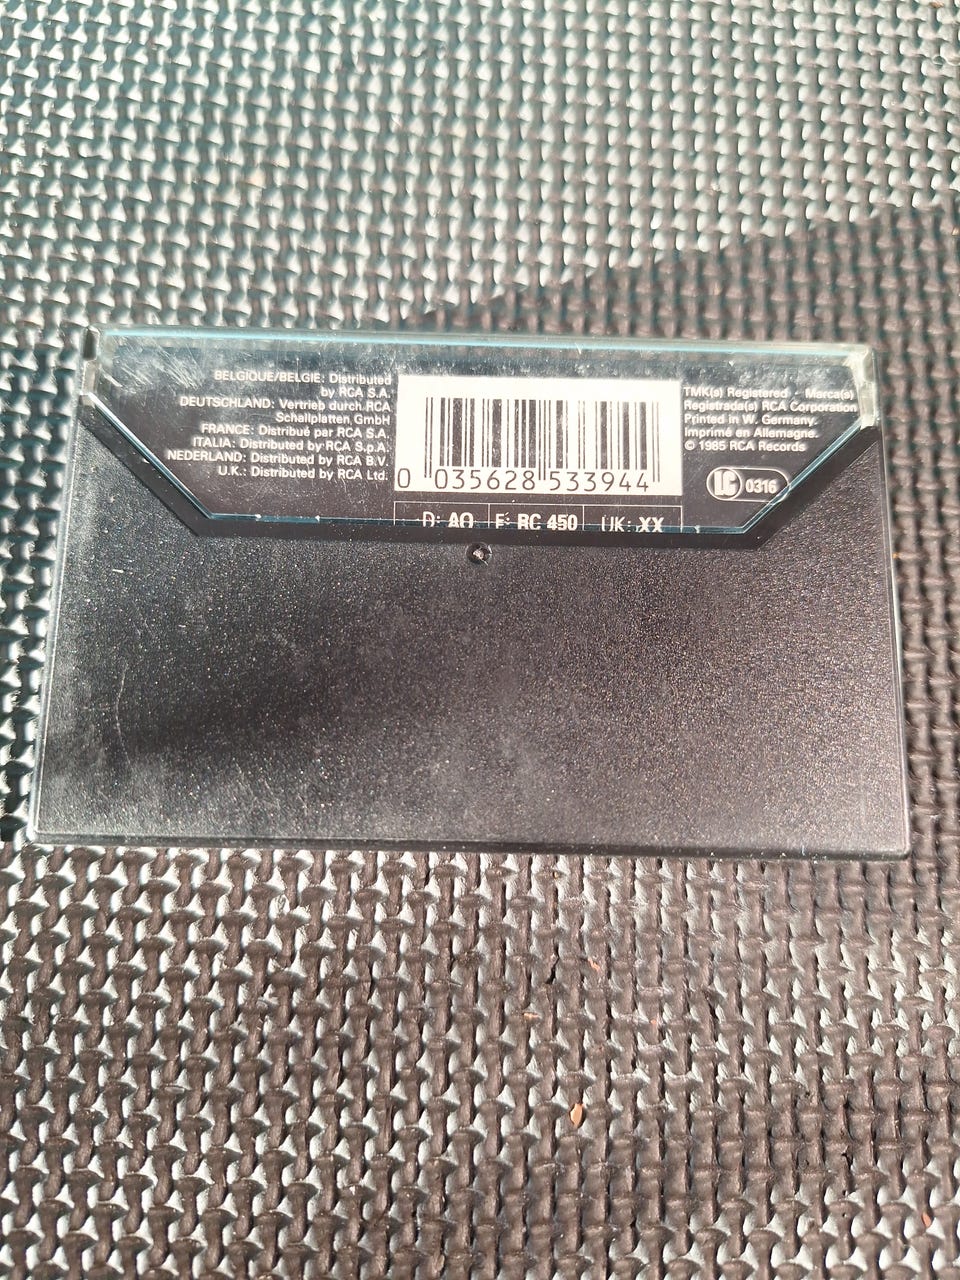 BELGIQUE/BELGIE: Distributed
by RCA S.A.
DEUTSCHLAND: Vertrieb durch RCA
Schallplatten GmbH
FRANCE: Distribué par RCA S.A.
ITALIA: Distributed by RCA S.p.A.
NEDERLAND: Distributed by RCA B.V.
U.K.: Distributed by RCA Ltd.
0 035628 533944
D: AO F: RC 450 UK: XX
TMK(s) Registered · Marca(s)
Registrada(s) RCA Corporation
Printed in W. Germany.
Imprimé en Allemagne.
© 1985 RCA Records
LC 0316